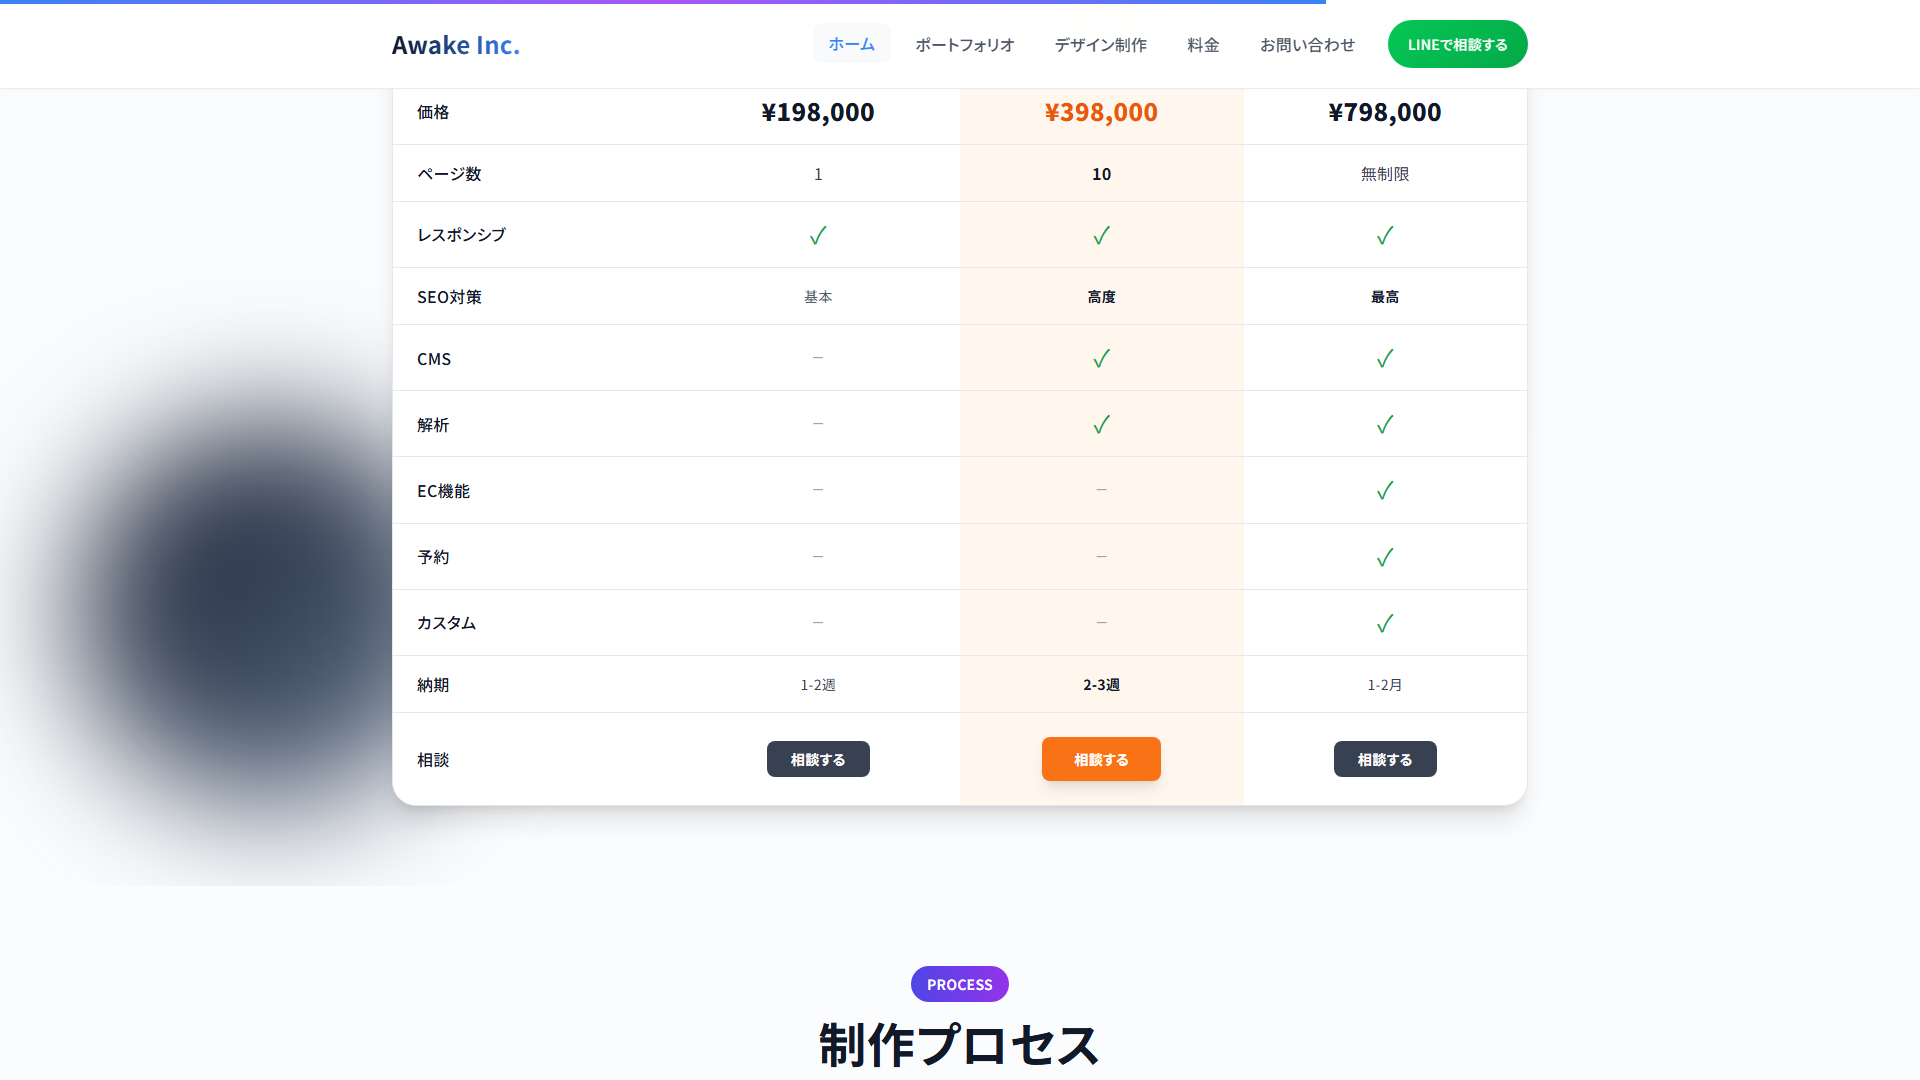 Awake Inc.
ホーム
ポートフォリオ
デザイン制作
料金
お問い合わせ
LINEで相談する
価格 ¥198,000 ¥398,000 ¥798,000
ページ数 1 10 無制限
レスポンシブ ✓ ✓ ✓
SEO対策 基本 高度 最高
CMS − ✓ ✓
解析 − ✓ ✓
EC機能 − − ✓
予約 − − ✓
カスタム − − ✓
納期 1-2週 2-3週 1-2月
相談 相談する 相談する 相談する
PROCESS
制作プロセス